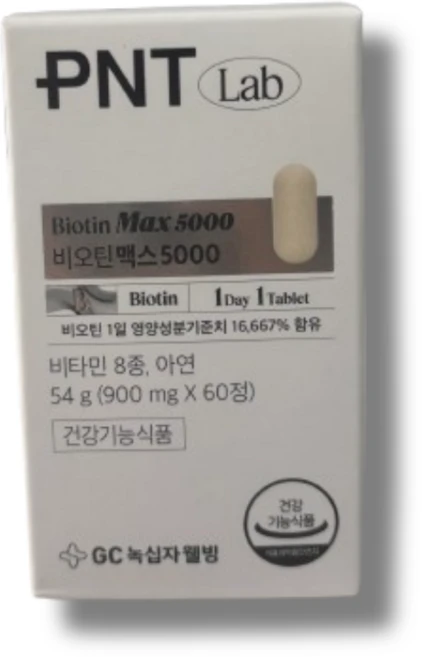 PNT Lab
Biotin Max 5000
비오틴맥스5000
Biotin 1Day 1Tablet
비오틴 1일 영양성분기준치 16,667% 함유
비타민 8종, 아연
54 g (900 mg X 60정)
건강기능식품
건강
기능식품
GC 녹십자웰빙